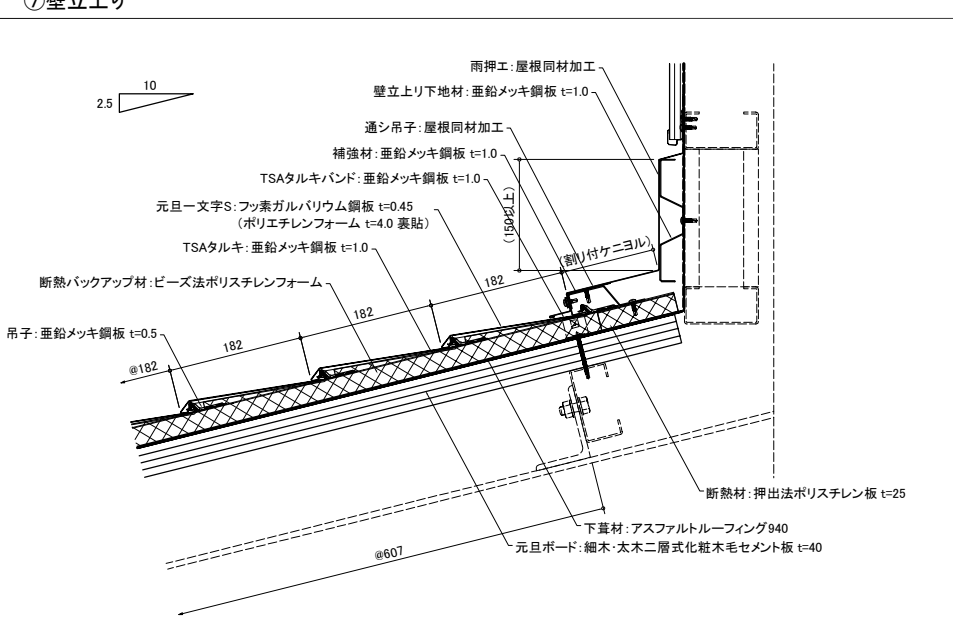 ⑦壁立上り
10
2.5
雨押エ：屋根同材加工
壁立上り下地材：亜鉛メッキ鋼板 t=1.0
通シ吊子：屋根同材加工
補強材：亜鉛メッキ鋼板 t=1.0
TSAタルキバンド：亜鉛メッキ鋼板 t=1.0
元旦一文字S：フッ素ガルバリウム鋼板 t=0.45
（ポリエチレンフォーム t=4.0 裏貼）
TSAタルキ：亜鉛メッキ鋼板 t=1.0
断熱バックアップ材：ビーズ法ポリスチレンフォーム
吊子：亜鉛メッキ鋼板 t=0.5
（150以上）
（割り付ケニヨル）
182
182
182
@182
断熱材：押出法ポリスチレン板 t=25
下葺材：アスファルトルーフィング940
元旦ボード：細木・太木二層式化粧木毛セメント板 t=40
@607